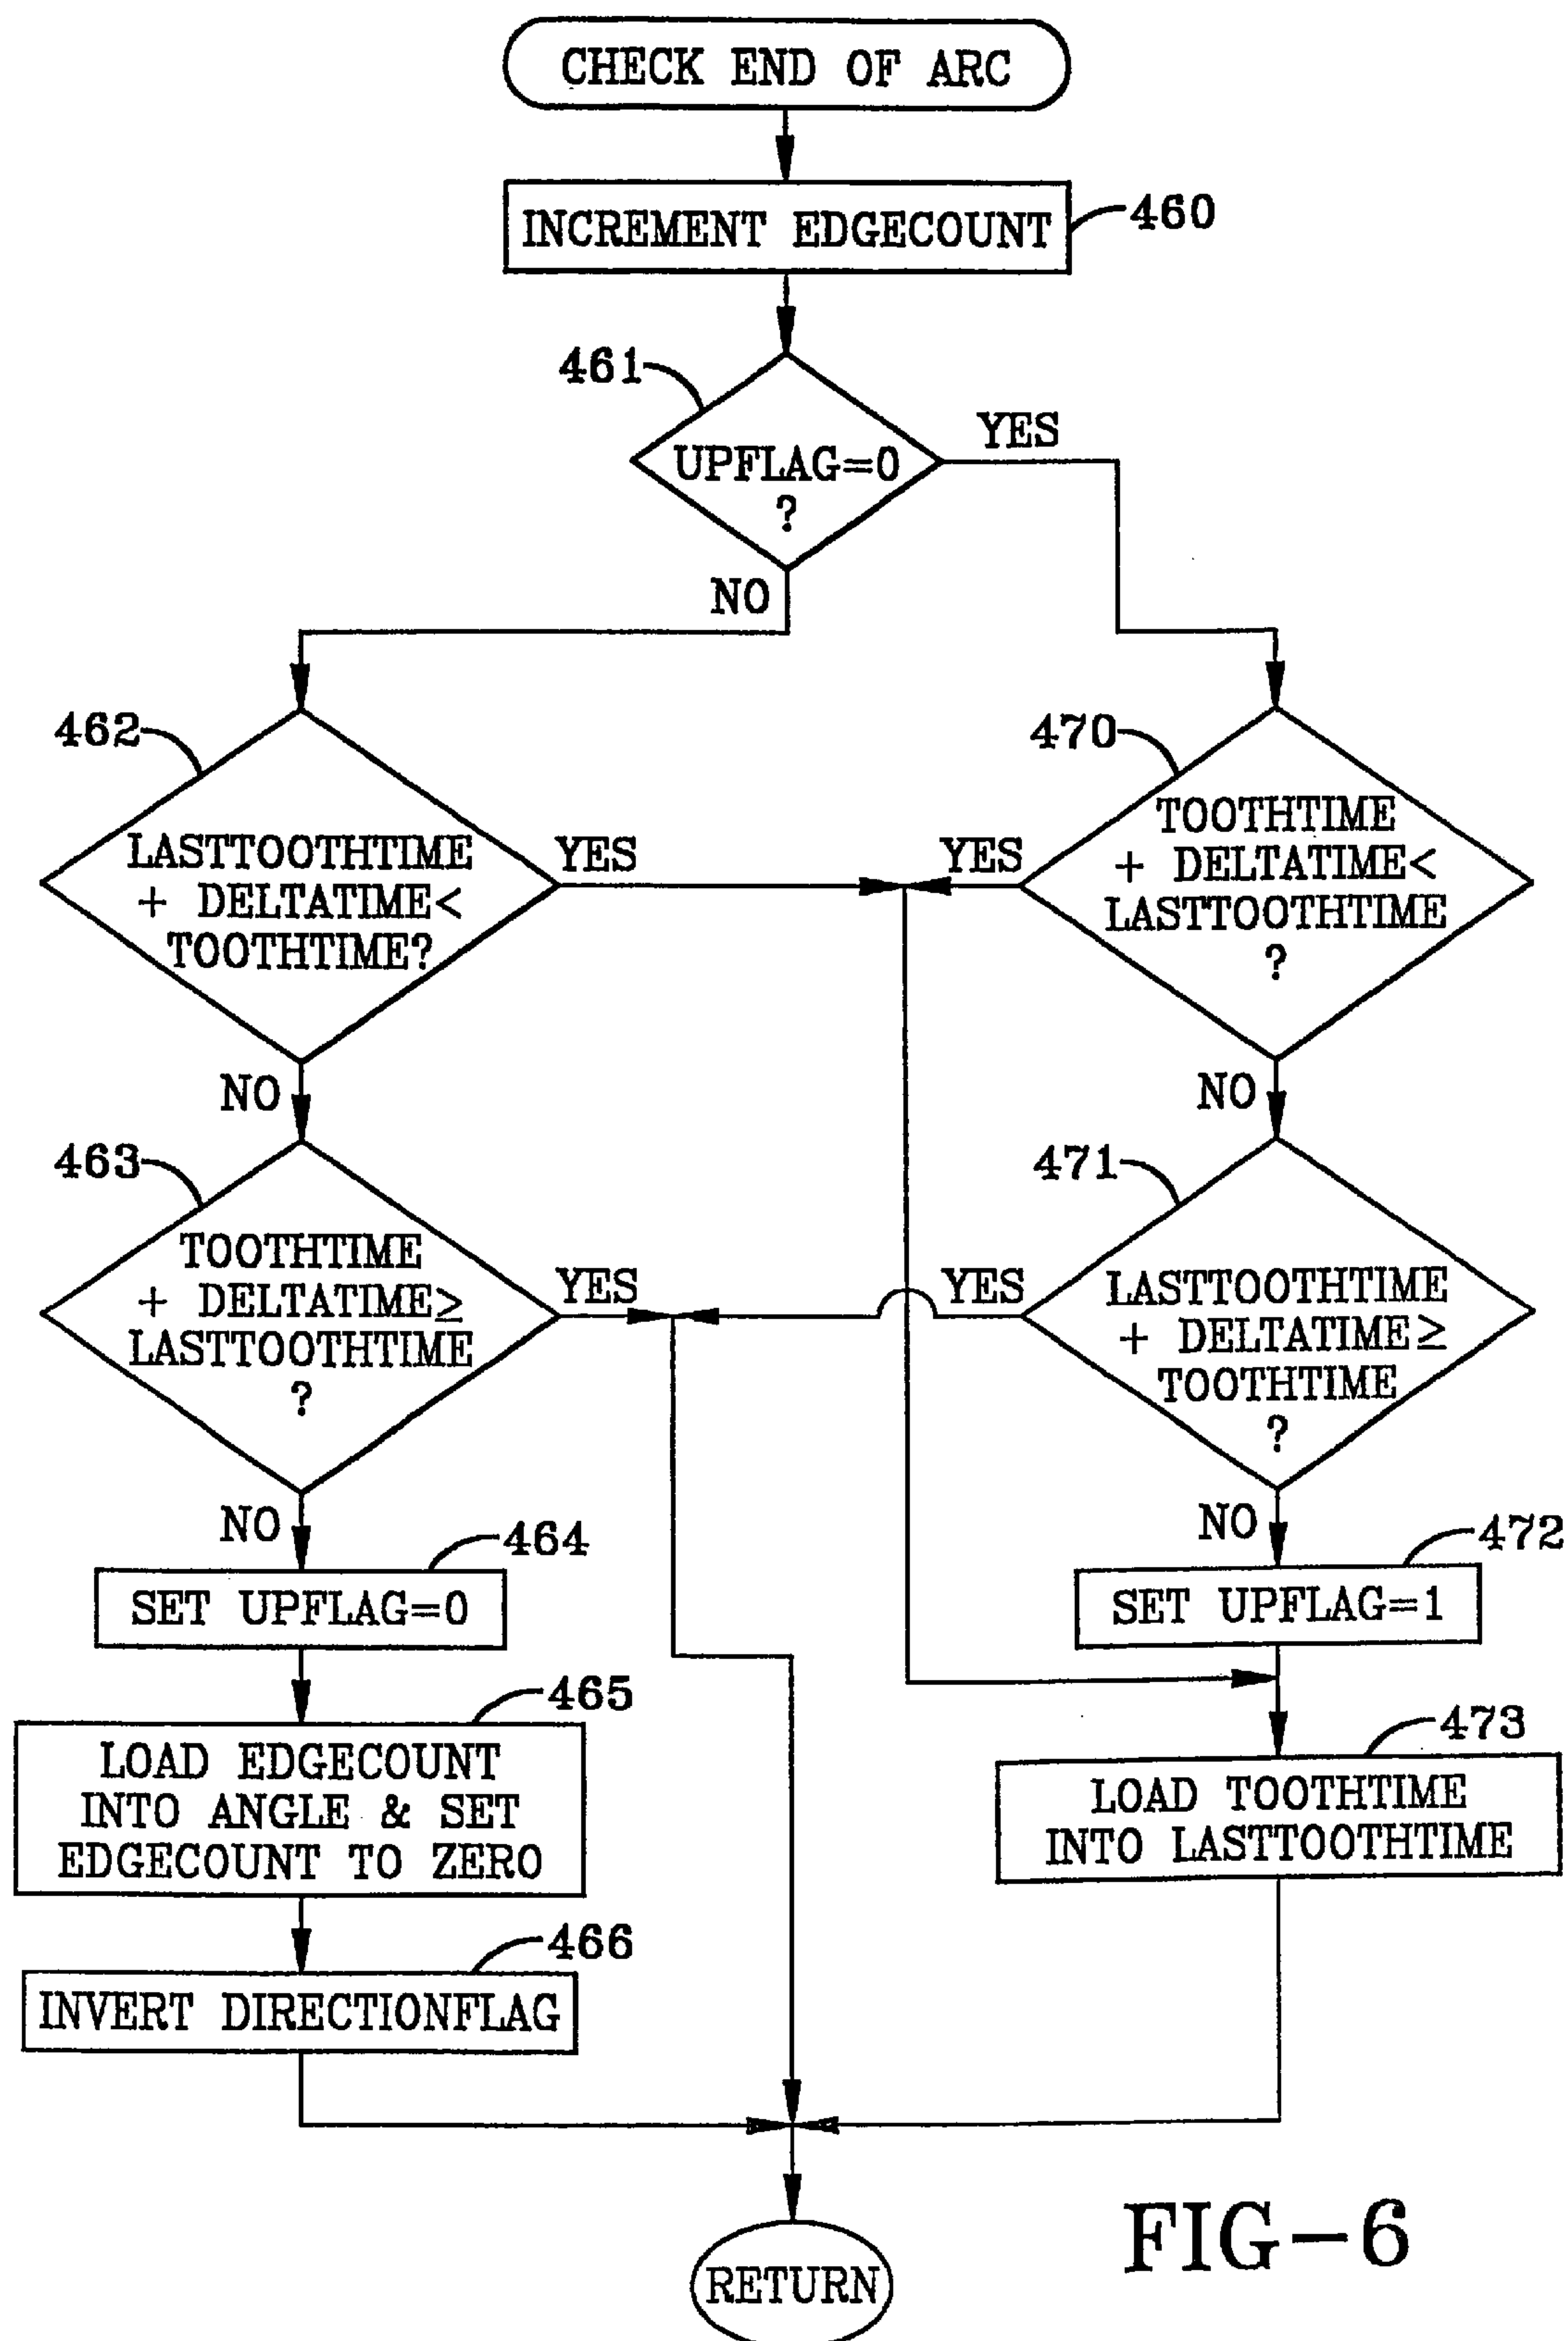 CHECK END OF ARC
INCREMENT EDGECOUNT
460
461
UPFLAG=0
?
YES
NO
462
LASTTOOTHTIME
+ DELTATIME<
TOOTHTIME?
YES
NO
470
TOOTHTIME
+ DELTATIME<
LASTTOOTHTIME
?
YES
NO
463
TOOTHTIME
+ DELTATIME≥
LASTTOOTHTIME
?
YES
NO
471
LASTTOOTHTIME
+ DELTATIME≥
TOOTHTIME
?
YES
NO
464
SET UPFLAG=0
472
SET UPFLAG=1
465
LOAD EDGECOUNT
INTO ANGLE & SET
EDGECOUNT TO ZERO
473
LOAD TOOTHTIME
INTO LASTTOOTHTIME
466
INVERT DIRECTIONFLAG
RETURN
FIG-6